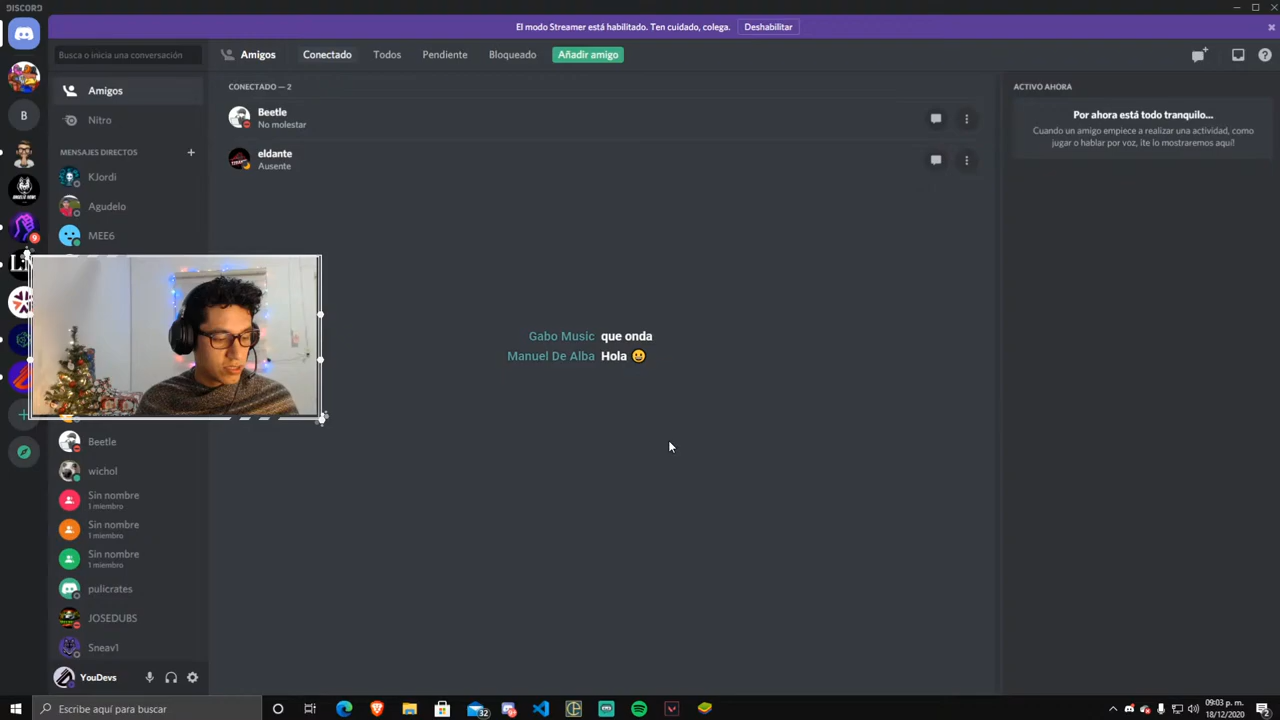 DISCORD
El modo Streamer está habilitado. Ten cuidado, colega. Deshabilitar
Busca o inicia una conversación
Amigos Conectado Todos Pendiente Bloqueado Añadir amigo
Amigos
Nitro
MENSAJES DIRECTOS
KJordi
Agudelo
MEE6
Beetle
wichol
Sin nombre
1 miembro
Sin nombre
1 miembro
Sin nombre
1 miembro
pulicrates
JOSEDUBS
Sneav1
YouDevs
B
9
CONECTADO — 2
Beetle
No molestar
eldante
Ausente
Gabo Music que onda
Manuel De Alba Hola
ACTIVO AHORA
Por ahora está todo tranquilo...
Cuando un amigo empiece a realizar una actividad, como
jugar o hablar por voz, ¡te lo mostraremos aquí!
Escribe aquí para buscar
32
09:03 p. m.
18/12/2020
2